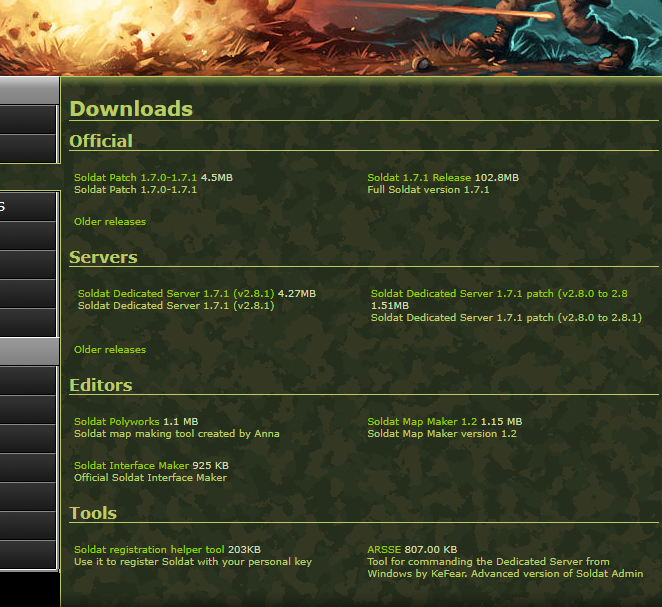 Downloads
Official
Soldat Patch 1.7.0-1.7.1 4.5MB
Soldat Patch 1.7.0-1.7.1
Soldat 1.7.1 Release 102.8MB
Full Soldat version 1.7.1
Older releases
Servers
Soldat Dedicated Server 1.7.1 (v2.8.1) 4.27MB
Soldat Dedicated Server 1.7.1 (v2.8.1)
Soldat Dedicated Server 1.7.1 patch (v2.8.0 to 2.8
1.51MB
Soldat Dedicated Server 1.7.1 patch (v2.8.0 to 2.8.1)
Older releases
Editors
Soldat Polyworks 1.1 MB
Soldat map making tool created by Anna
Soldat Map Maker 1.2 1.15 MB
Soldat Map Maker version 1.2
Soldat Interface Maker 925 KB
Official Soldat Interface Maker
Tools
Soldat registration helper tool 203KB
Use it to register Soldat with your personal key
ARSSE 807.00 KB
Tool for commanding the Dedicated Server from
Windows by KeFear. Advanced version of Soldat Admin